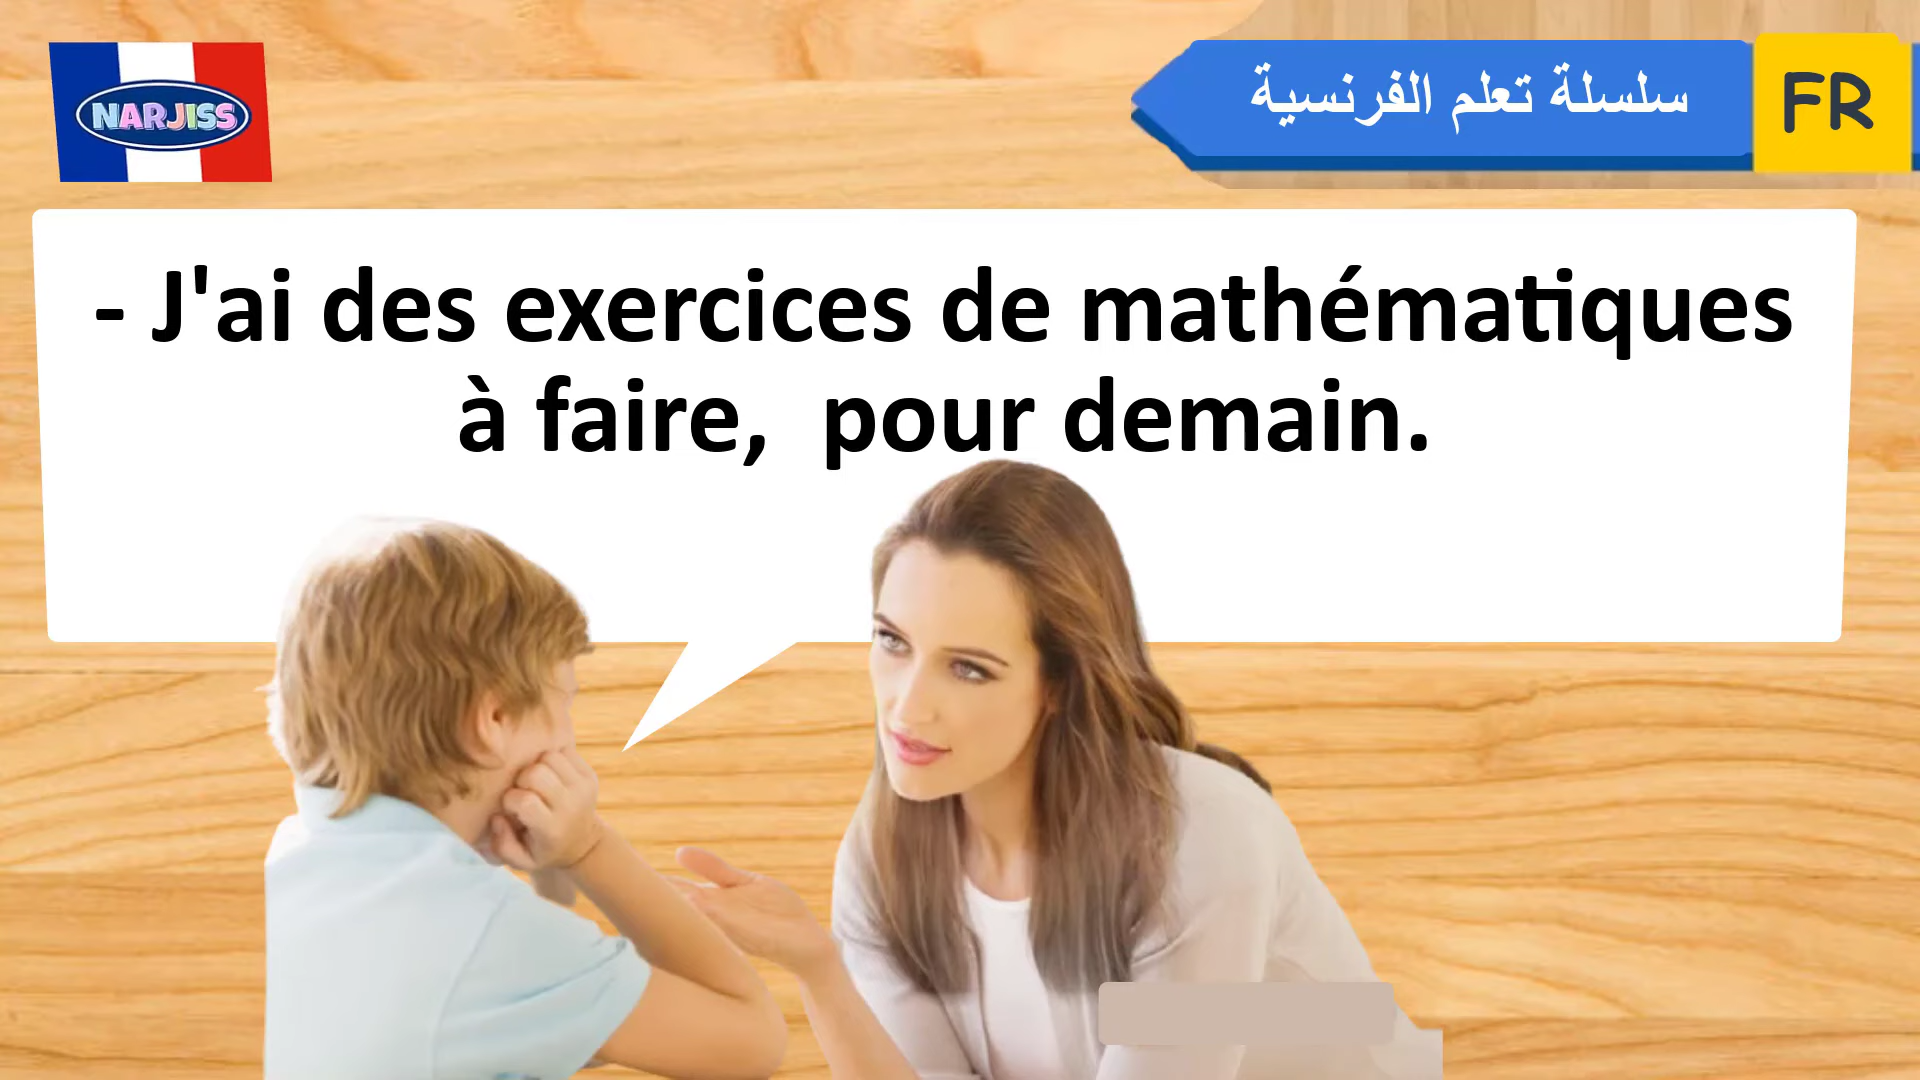 NARJISS
سلسلة تعلم الفرنسية
FR
- J'ai des exercices de mathématiques
à faire,  pour demain.